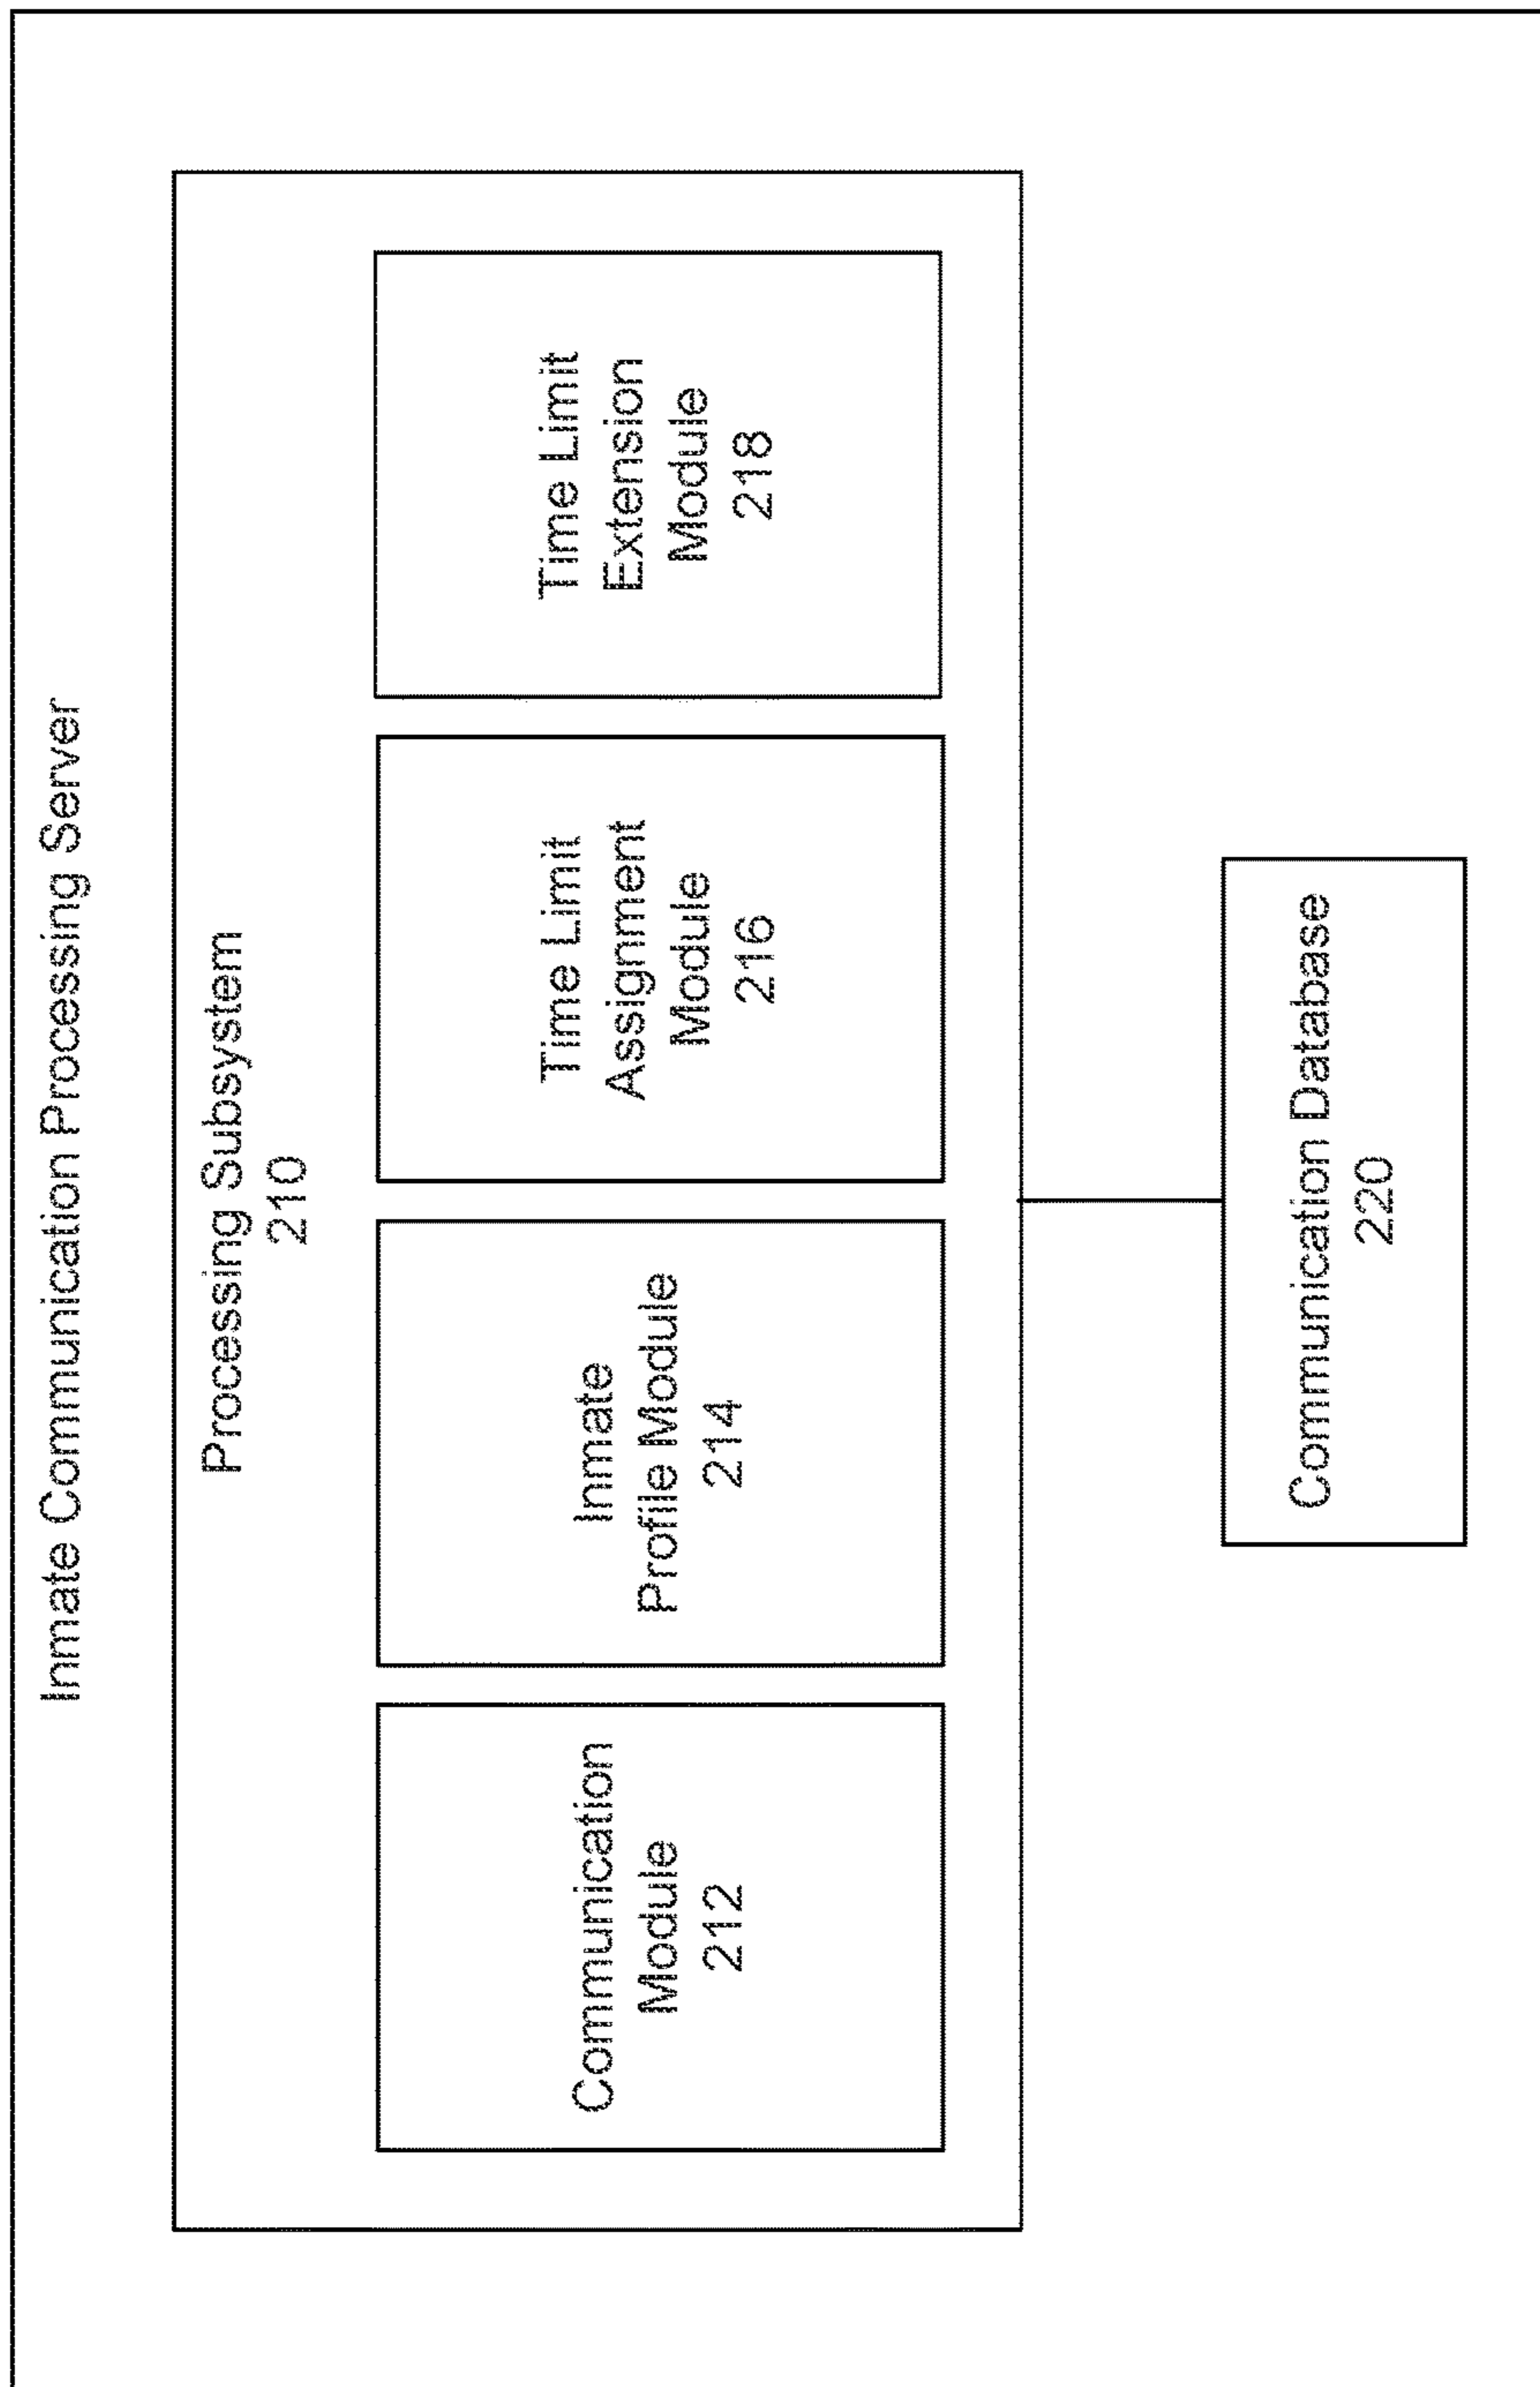 Inmate Communication Processing Server
Processing Subsystem
210
Communication
Module
212
Inmate
Profile Module
214
Time Limit
Assignment
Module
216
Time Limit
Extension
Module
218
Communication Database
220